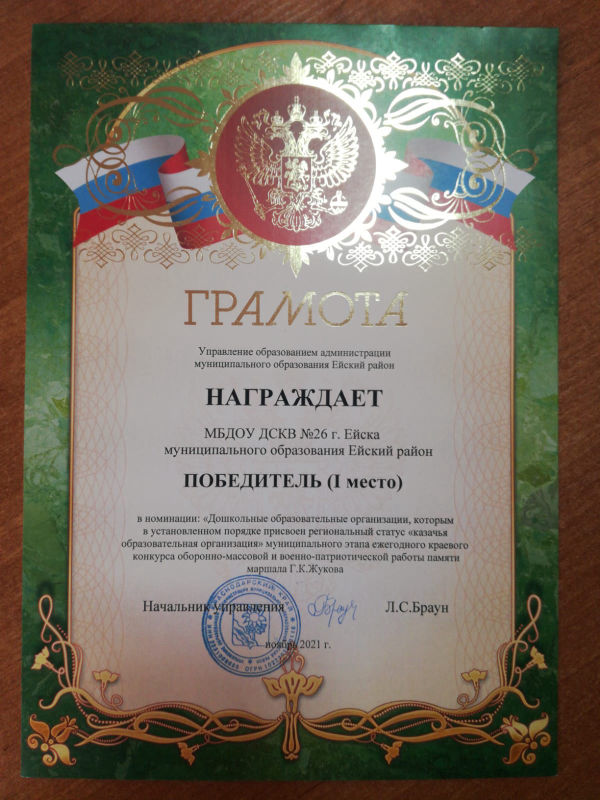 ГРАМОТА
Управление образованием администрации
муниципального образования Ейский район
НАГРАЖДАЕТ
МБДОУ ДСКВ №26 г. Ейска
муниципального образования Ейский район
ПОБЕДИТЕЛЬ (I место)
в номинации: «Дошкольные образовательные организации, которым
в установленном порядке присвоен региональный статус «казачья
образовательная организация» муниципального этапа ежегодного краевого
конкурса оборонно-массовой и военно-патриотической работы памяти
маршала Г.К.Жукова
Начальник управления Л.С.Браун
ноябрь 2021 г.